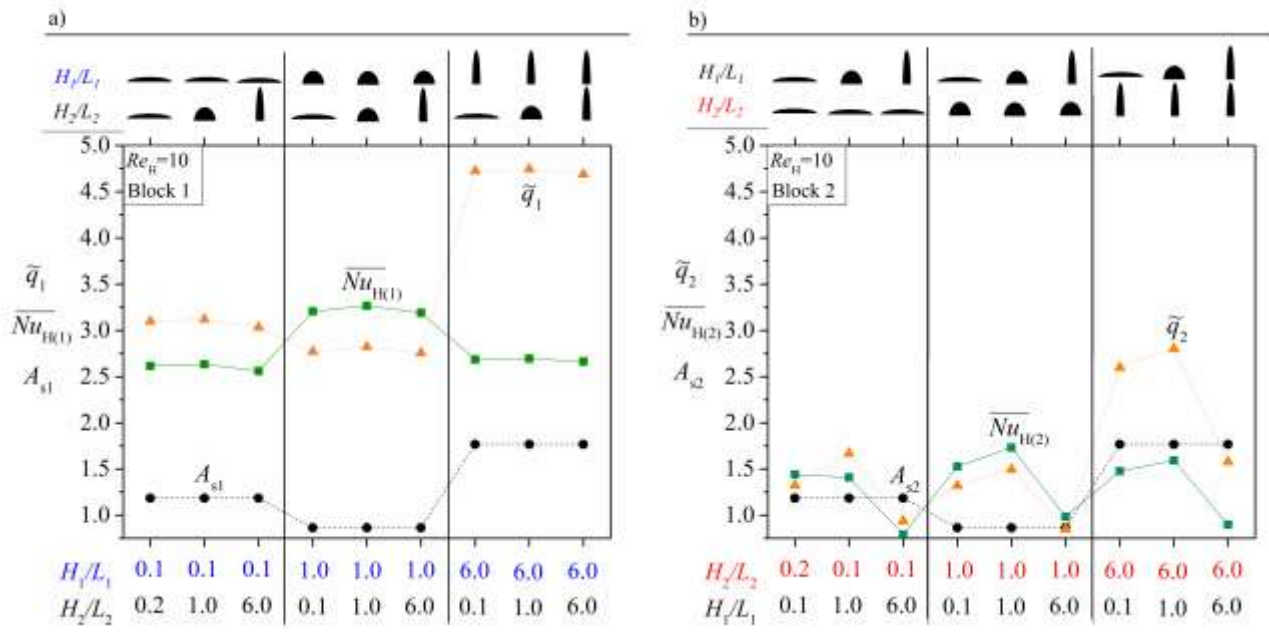 a)
H1/L1
H2/L2
ReH=10
Block 1
5.0
4.5
4.0
3.5
3.0
2.5
2.0
1.5
1.0
q̃1
NuH(1)
As1
q̃1
NuH(1)
As1
H1/L1 0.1 0.1 0.1 1.0 1.0 1.0 6.0 6.0 6.0
H2/L2 0.2 1.0 6.0 0.1 1.0 6.0 0.1 1.0 6.0
b)
H1/L1
H2/L2
ReH=10
Block 2
5.0
4.5
4.0
3.5
3.0
2.5
2.0
1.5
1.0
q̃2
NuH(2)
As2
q̃2
NuH(2)
As2
H2/L2 0.2 0.1 0.1 1.0 1.0 1.0 6.0 6.0 6.0
H1/L1 0.1 1.0 6.0 0.1 1.0 6.0 0.1 1.0 6.0